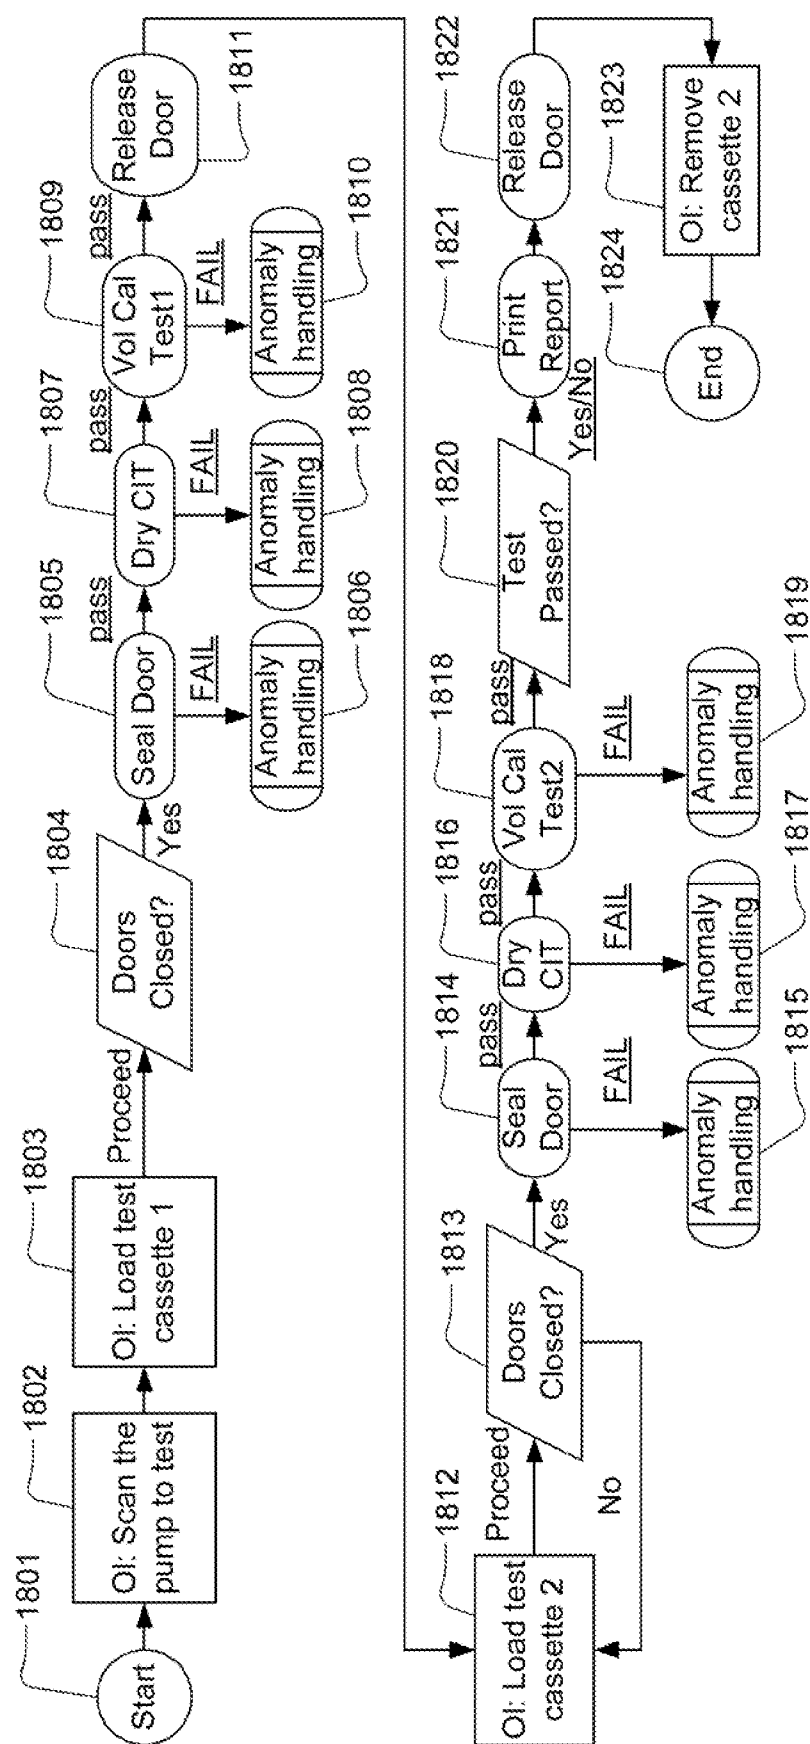 1801
Start
1802
OI: Scan the
pump to test
1803
OI: Load test
cassette 1
Proceed
1804
Doors
Closed?
Yes
1805
Seal Door
pass
FAIL
Anomaly
handling
1806
1807
Dry CIT
pass
FAIL
Anomaly
handling
1808
1809
Vol Cal
Test1
pass
FAIL
Anomaly
handling
1810
Release
Door
1811
1812
OI: Load test
cassette 2
Proceed
No
1813
Doors
Closed?
Yes
1814
Seal
Door
pass
FAIL
Anomaly
handling
1815
1816
Dry
CIT
pass
FAIL
Anomaly
handling
1817
1818
Vol Cal
Test2
pass
FAIL
Anomaly
handling
1819
1820
Test
Passed?
Yes/No
1821
Print
Report
1822
Release
Door
1823
OI: Remove
cassette 2
1824
End